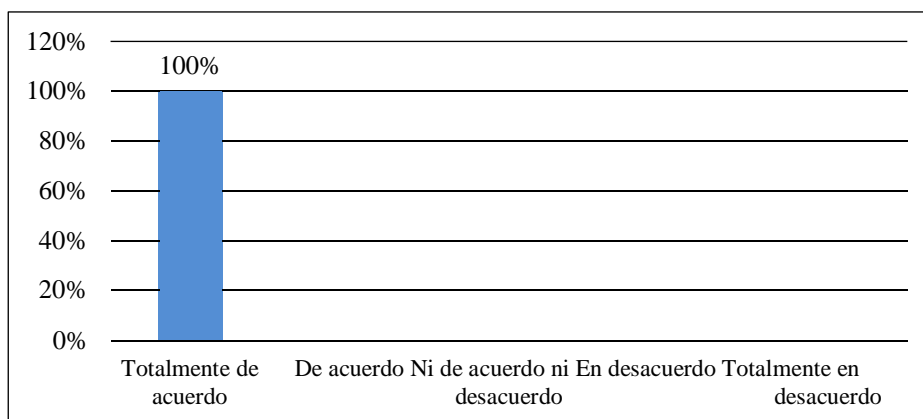 120%
100%
100%
80%
60%
40%
20%
0%
Totalmente de acuerdo
De acuerdo Ni de acuerdo ni En desacuerdo Totalmente en
desacuerdo desacuerdo